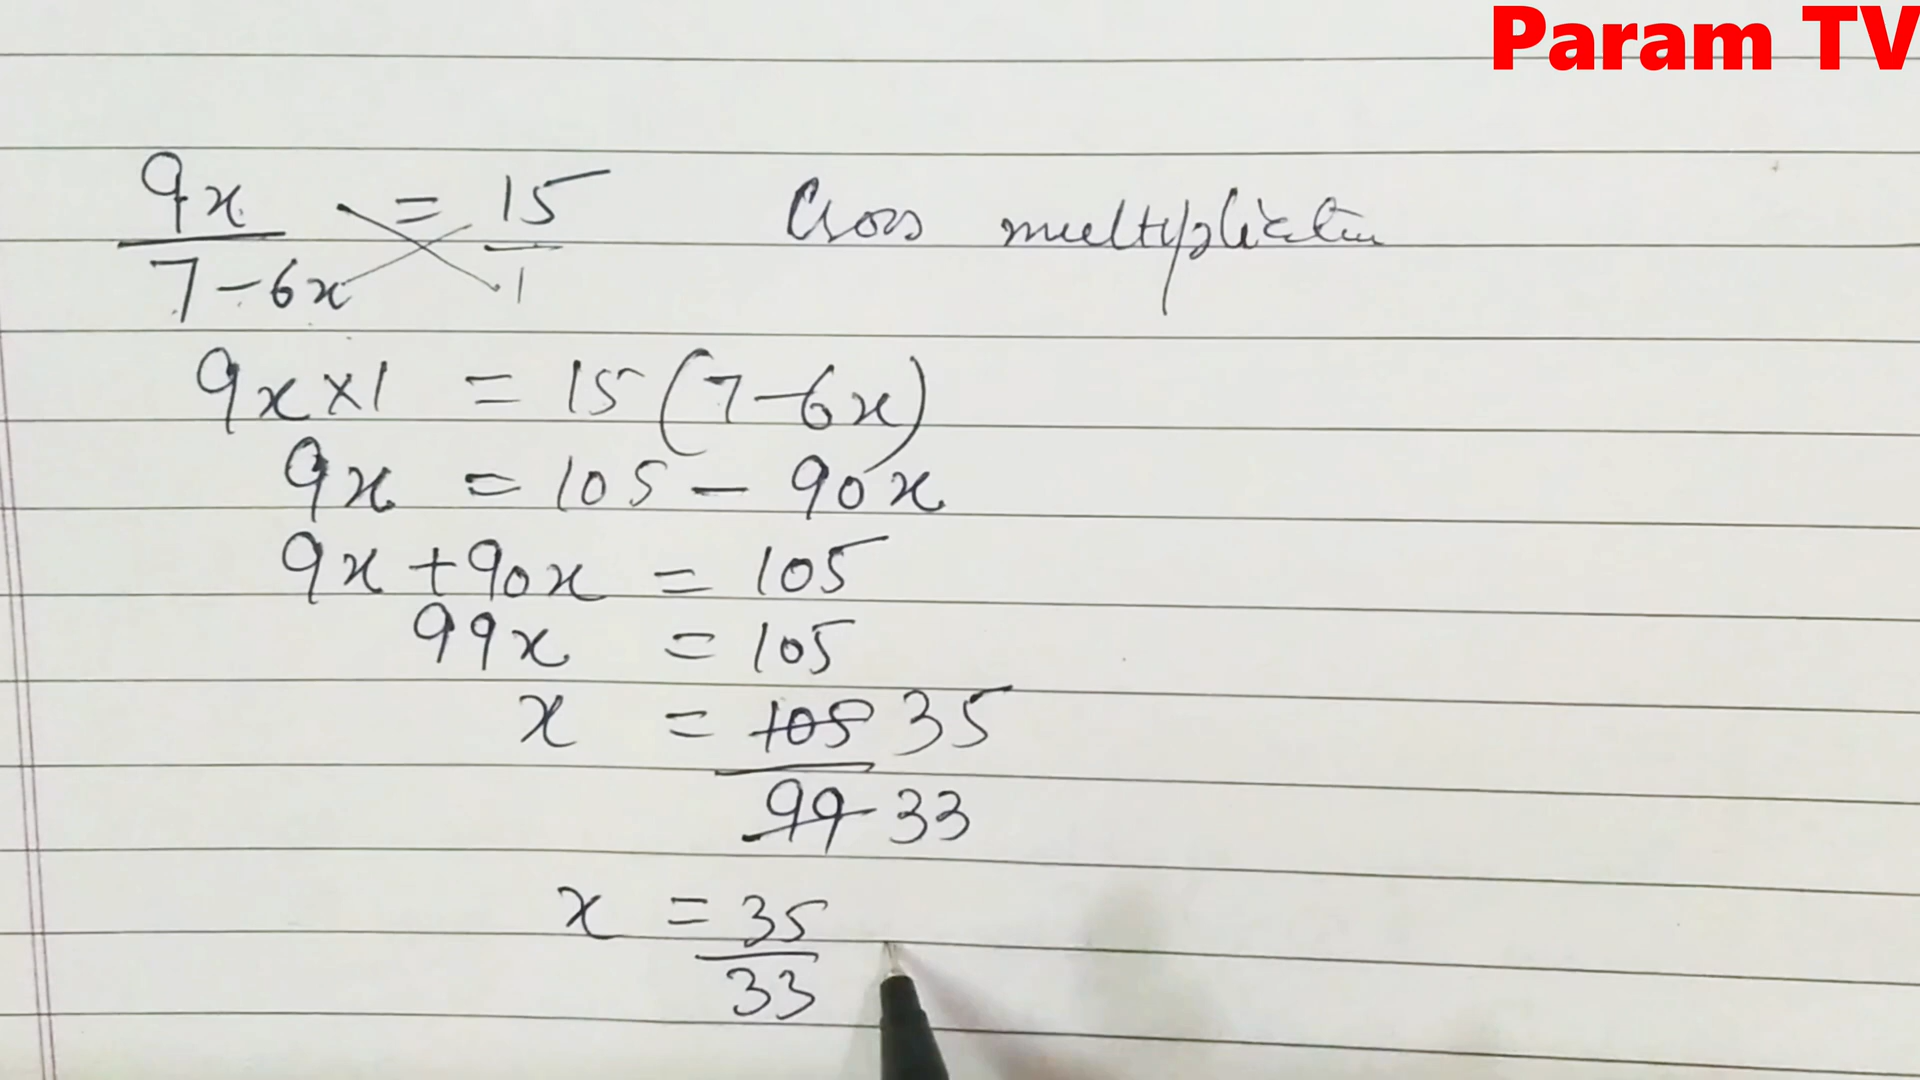 Param TV
9x/7-6x = 15/1 Cross multiplication
9x×1 = 15(7-6x)
9x = 105 - 90x
9x+90x = 105
99x = 105
x = 105/99 35/33
x = 35/33